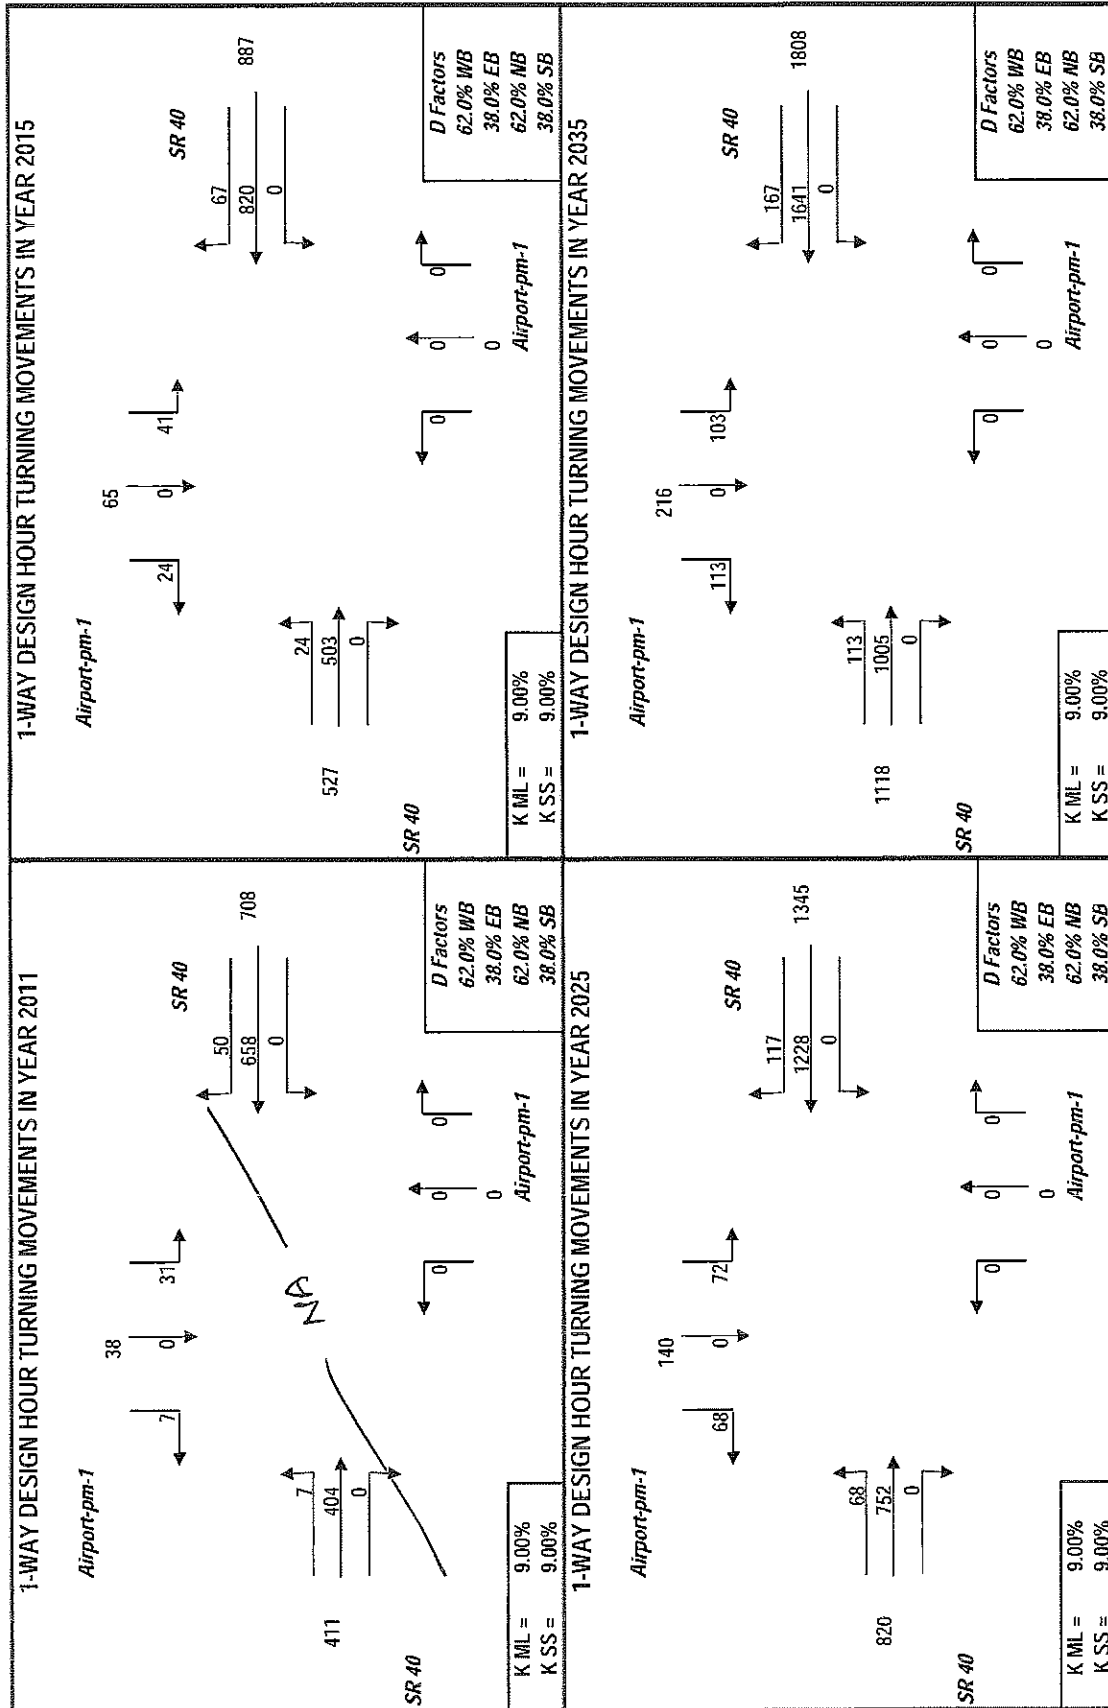 1-WAY DESIGN HOUR TURNING MOVEMENTS IN YEAR 2011
Airport-pm-1
38
7 0 31
SR 40
50
658 708
0
7
411 404
0
NA
SR 40
0 0 0
0
Airport-pm-1
K ML = 9.00%
K SS = 9.00%
D Factors
62.0% WB
38.0% EB
62.0% NB
38.0% SB
1-WAY DESIGN HOUR TURNING MOVEMENTS IN YEAR 2015
Airport-pm-1
65
24 0 41
SR 40
67
820 887
0
24
527 503
0
SR 40
0 0 0
0
Airport-pm-1
K ML = 9.00%
K SS = 9.00%
D Factors
62.0% WB
38.0% EB
62.0% NB
38.0% SB
1-WAY DESIGN HOUR TURNING MOVEMENTS IN YEAR 2025
Airport-pm-1
140
68 0 72
SR 40
117
1228 1345
0
68
820 752
0
SR 40
0 0 0
0
Airport-pm-1
K ML = 9.00%
K SS = 9.00%
D Factors
62.0% WB
38.0% EB
62.0% NB
38.0% SB
1-WAY DESIGN HOUR TURNING MOVEMENTS IN YEAR 2035
Airport-pm-1
216
113 0 103
SR 40
167
1641 1808
0
113
1118 1005
0
SR 40
0 0 0
0
Airport-pm-1
K ML = 9.00%
K SS = 9.00%
D Factors
62.0% WB
38.0% EB
62.0% NB
38.0% SB